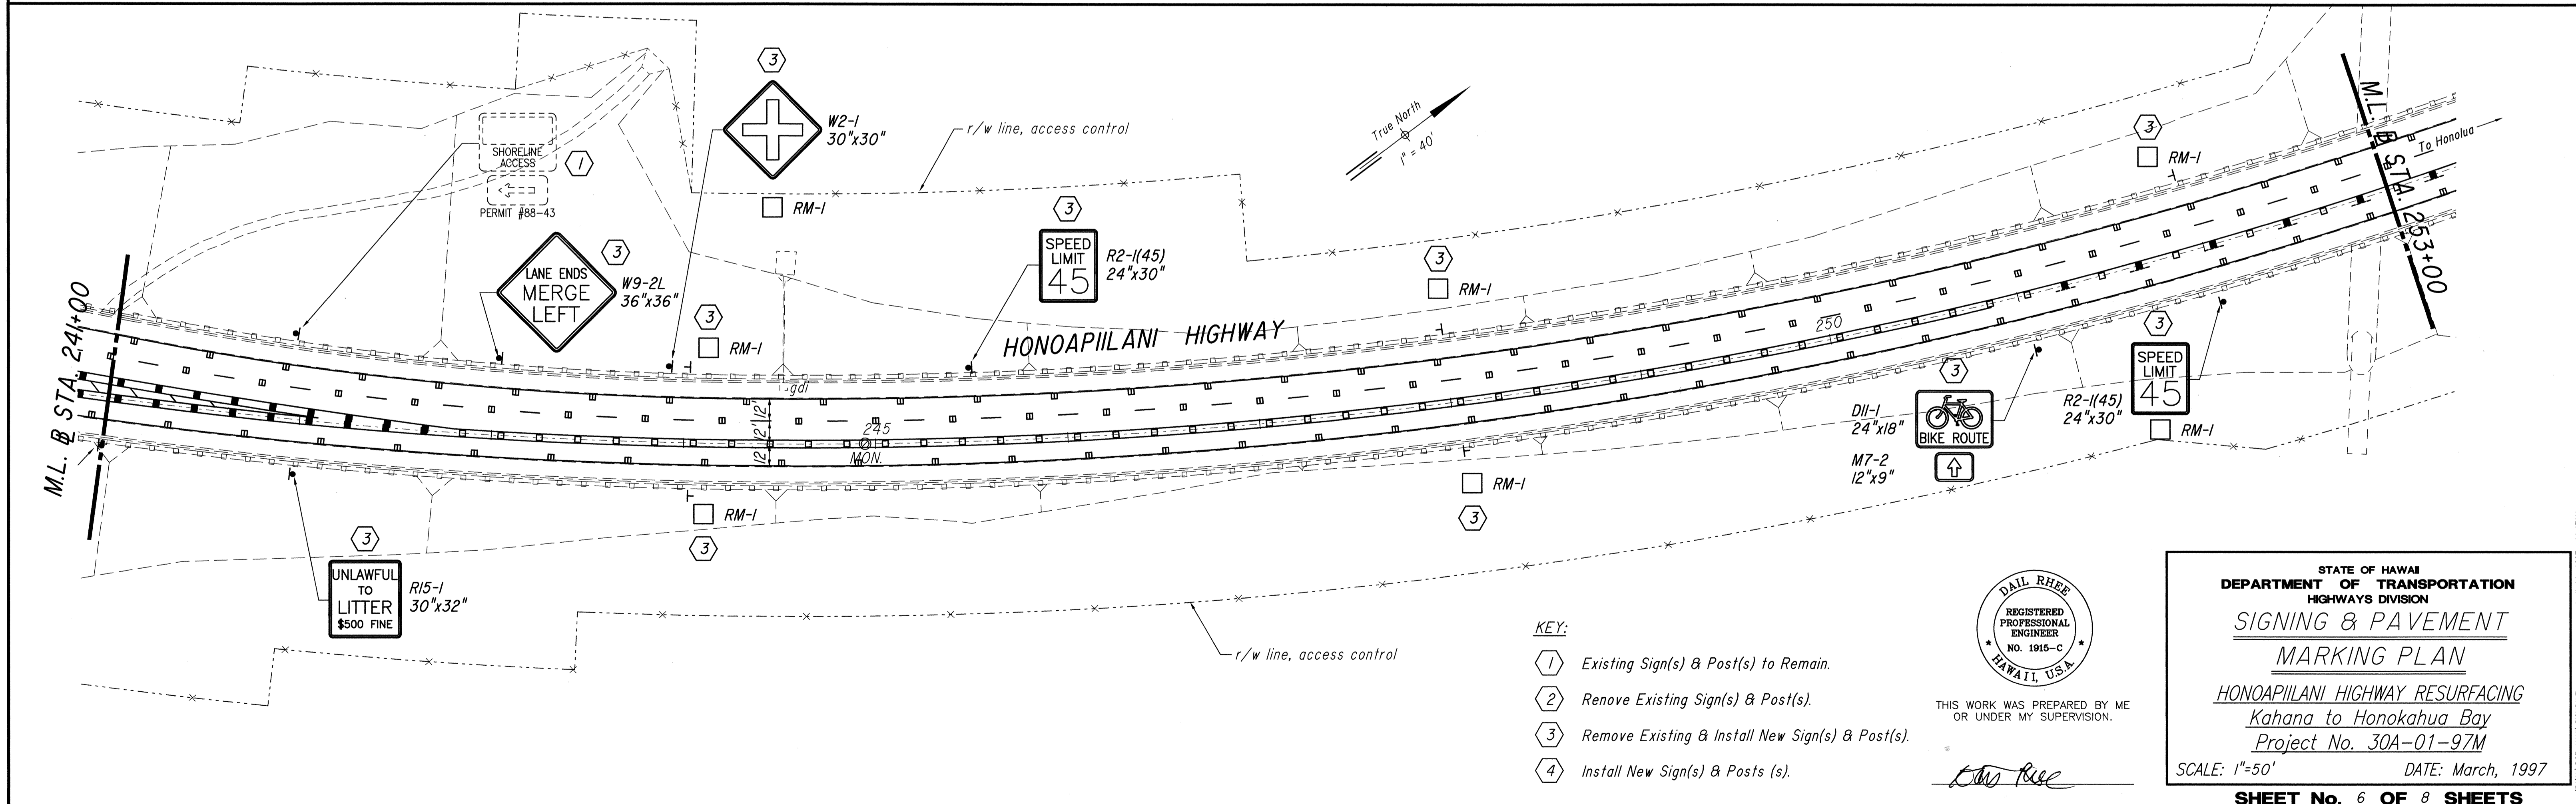 3
W2-1
30"x30"
r/w line, access control
True North
1" = 40'
SHORELINE
ACCESS
1
PERMIT #88-43
RM-1
3
SPEED
LIMIT
45
R2-1(45)
24"x30"
3
LANE ENDS
MERGE
LEFT
W9-2L
36"x36"
3
RM-1
3
RM-1
3
RM-1
M.L. B STA. 253+00
To Honolua
M.L. B STA. 241+00
HONOAPIILANI HIGHWAY
gdl
12' 12' 12'
245
MON.
250
3
SPEED
LIMIT
45
R2-1(45)
24"x30"
RM-1
3
D11-1
24"x18"
BIKE ROUTE
M7-2
12"x9"
RM-1
3
RM-1
3
3
UNLAWFUL
TO
LITTER
$500 FINE
R15-1
30"x32"
r/w line, access control
KEY:
1 Existing Sign(s) & Post(s) to Remain.
2 Renove Existing Sign(s) & Post(s).
3 Remove Existing & Install New Sign(s) & Post(s).
4 Install New Sign(s) & Posts (s).
DAIL RHEE
REGISTERED
PROFESSIONAL
ENGINEER
NO. 1915-C
* HAWAII, U.S.A. *
THIS WORK WAS PREPARED BY ME
OR UNDER MY SUPERVISION.
STATE OF HAWAII
DEPARTMENT OF TRANSPORTATION
HIGHWAYS DIVISION
SIGNING & PAVEMENT
MARKING PLAN
HONOAPIILANI HIGHWAY RESURFACING
Kahana to Honokahua Bay
Project No. 30A-01-97M
SCALE: 1"=50' DATE: March, 1997
SHEET No. 6 OF 8 SHEETS